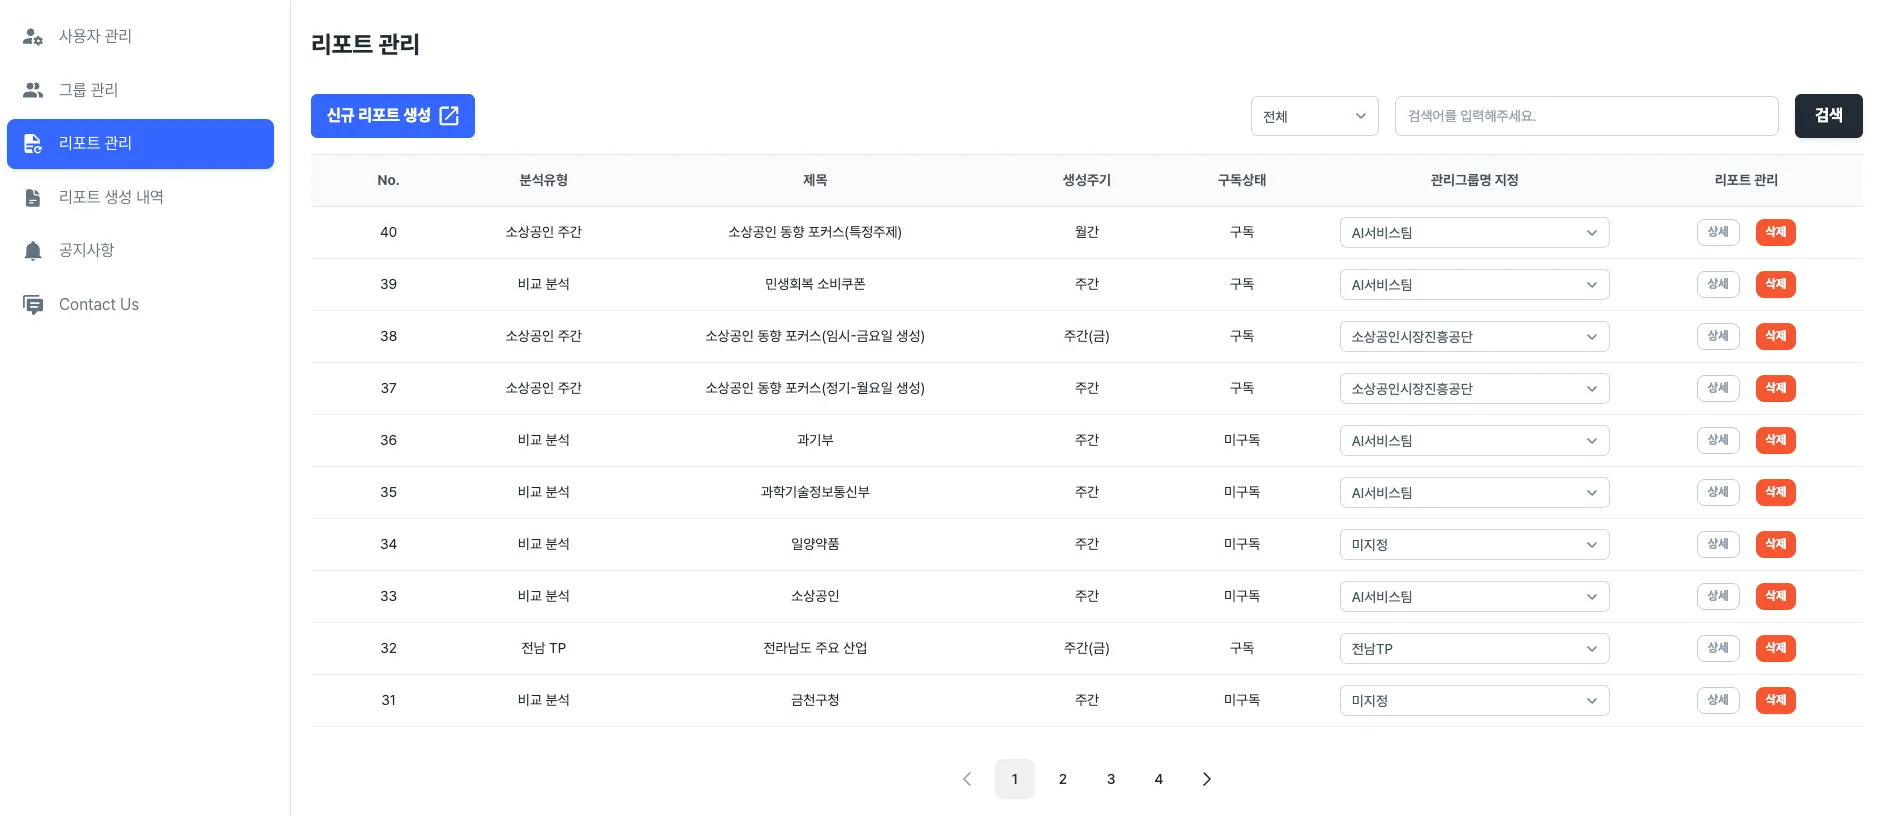 사용자 관리
그룹 관리
리포트 관리
리포트 생성 내역
공지사항
Contact Us
리포트 관리
신규 리포트 생성
전체
검색어를 입력해주세요.
검색
No. 분석유형 제목 생성주기 구독상태 관리그룹명 지정 리포트 관리
40 소상공인 주간 소상공인 동향 포커스(특정주제) 월간 구독 AI서비스팀 상세 삭제
39 비교 분석 민생회복 소비쿠폰 주간 구독 AI서비스팀 상세 삭제
38 소상공인 주간 소상공인 동향 포커스(임시-금요일 생성) 주간(금) 구독 소상공인시장진흥공단 상세 삭제
37 소상공인 주간 소상공인 동향 포커스(정기-월요일 생성) 주간 구독 소상공인시장진흥공단 상세 삭제
36 비교 분석 과기부 주간 미구독 AI서비스팀 상세 삭제
35 비교 분석 과학기술정보통신부 주간 미구독 AI서비스팀 상세 삭제
34 비교 분석 일양약품 주간 미구독 미지정 상세 삭제
33 비교 분석 소상공인 주간 미구독 AI서비스팀 상세 삭제
32 전남 TP 전라남도 주요 산업 주간(금) 구독 전남TP 상세 삭제
31 비교 분석 금천구청 주간 미구독 미지정 상세 삭제
1 2 3 4